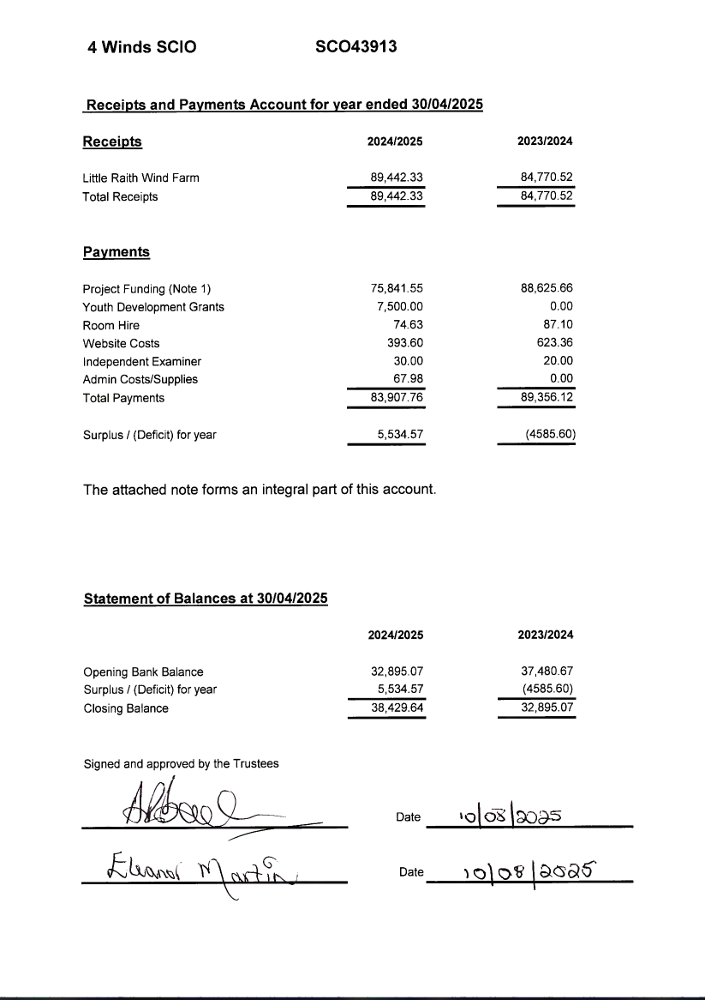 4 Winds SCIO SCO43913
Receipts and Payments Account for year ended 30/04/2025
Receipts 2024/2025 2023/2024
Little Raith Wind Farm 89,442.33 84,770.52
Total Receipts 89,442.33 84,770.52
Payments
Project Funding (Note 1) 75,841.55 88,625.66
Youth Development Grants 7,500.00 0.00
Room Hire 74.63 87.10
Website Costs 393.60 623.36
Independent Examiner 30.00 20.00
Admin Costs/Supplies 67.98 0.00
Total Payments 83,907.76 89,356.12
Surplus / (Deficit) for year 5,534.57 (4585.60)
The attached note forms an integral part of this account.
Statement of Balances at 30/04/2025
2024/2025 2023/2024
Opening Bank Balance 32,895.07 37,480.67
Surplus / (Deficit) for year 5,534.57 (4585.60)
Closing Balance 38,429.64 32,895.07
Signed and approved by the Trustees
Date 10/08/2025
Eleanor Martin Date 10/08/2025